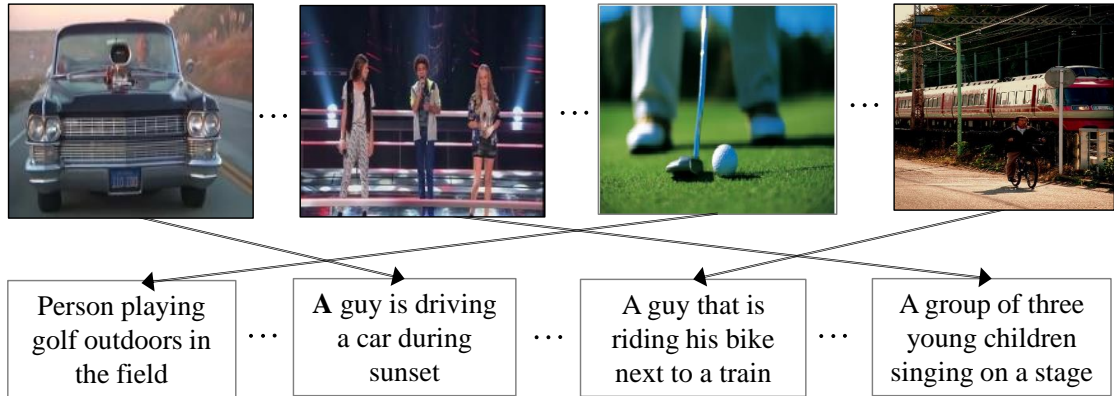 Person playing
golf outdoors in
the field
A guy is driving
a car during
sunset
A guy that is
riding his bike
next to a train
A group of three
young children
singing on a stage